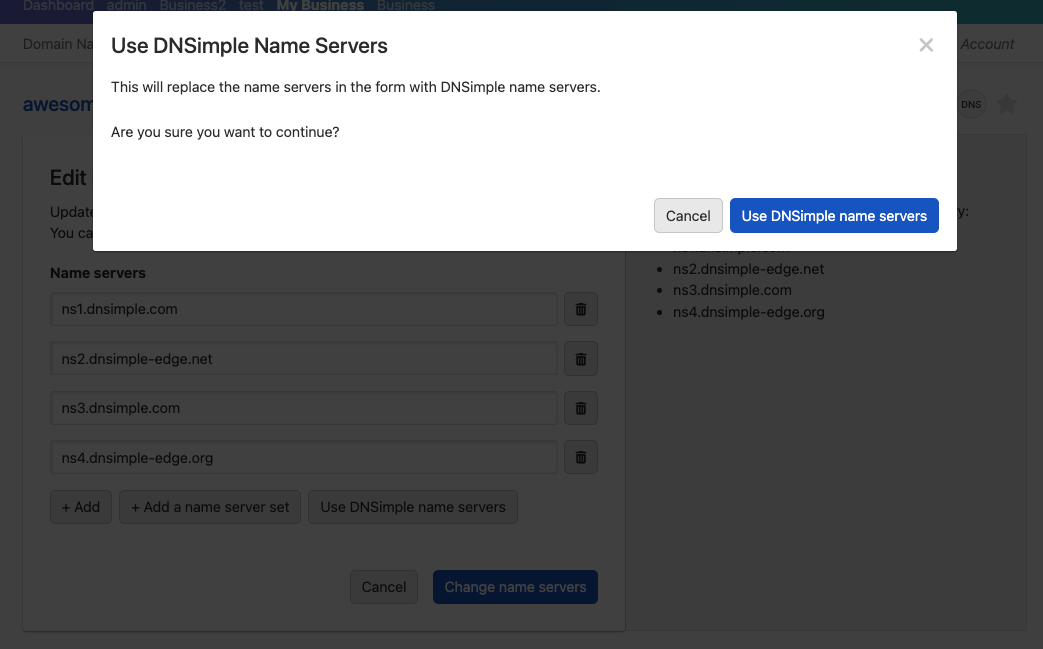 Dashboard admin Business2 test My Business Business
Use DNSimple Name Servers
This will replace the name servers in the form with DNSimple name servers.
Are you sure you want to continue?
Cancel
Use DNSimple name servers
Domain
Account
DNS
Edit
You
y:
Name servers
ns1.dnsimple.com
ns2.dnsimple-edge.net
ns3.dnsimple.com
ns4.dnsimple-edge.org
+ Add
+ Add a name server set
Use DNSimple name servers
Cancel
Change name servers
ns2.dnsimple-edge.net
ns3.dnsimple.com
ns4.dnsimple-edge.org